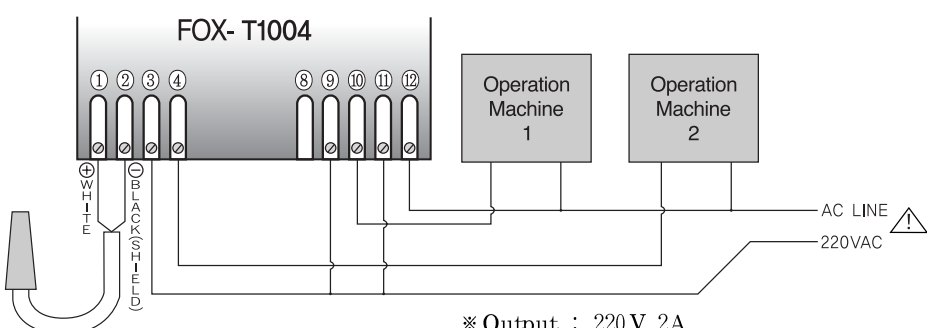 FOX- T1004
① ② ③ ④ ⑧ ⑨ ⑩ ⑪ ⑫
Operation
Machine
1
Operation
Machine
2
⊕
WHITE
⊖
BLACK(SHIELD)
AC LINE
220VAC
※ Output : 220 V 2A